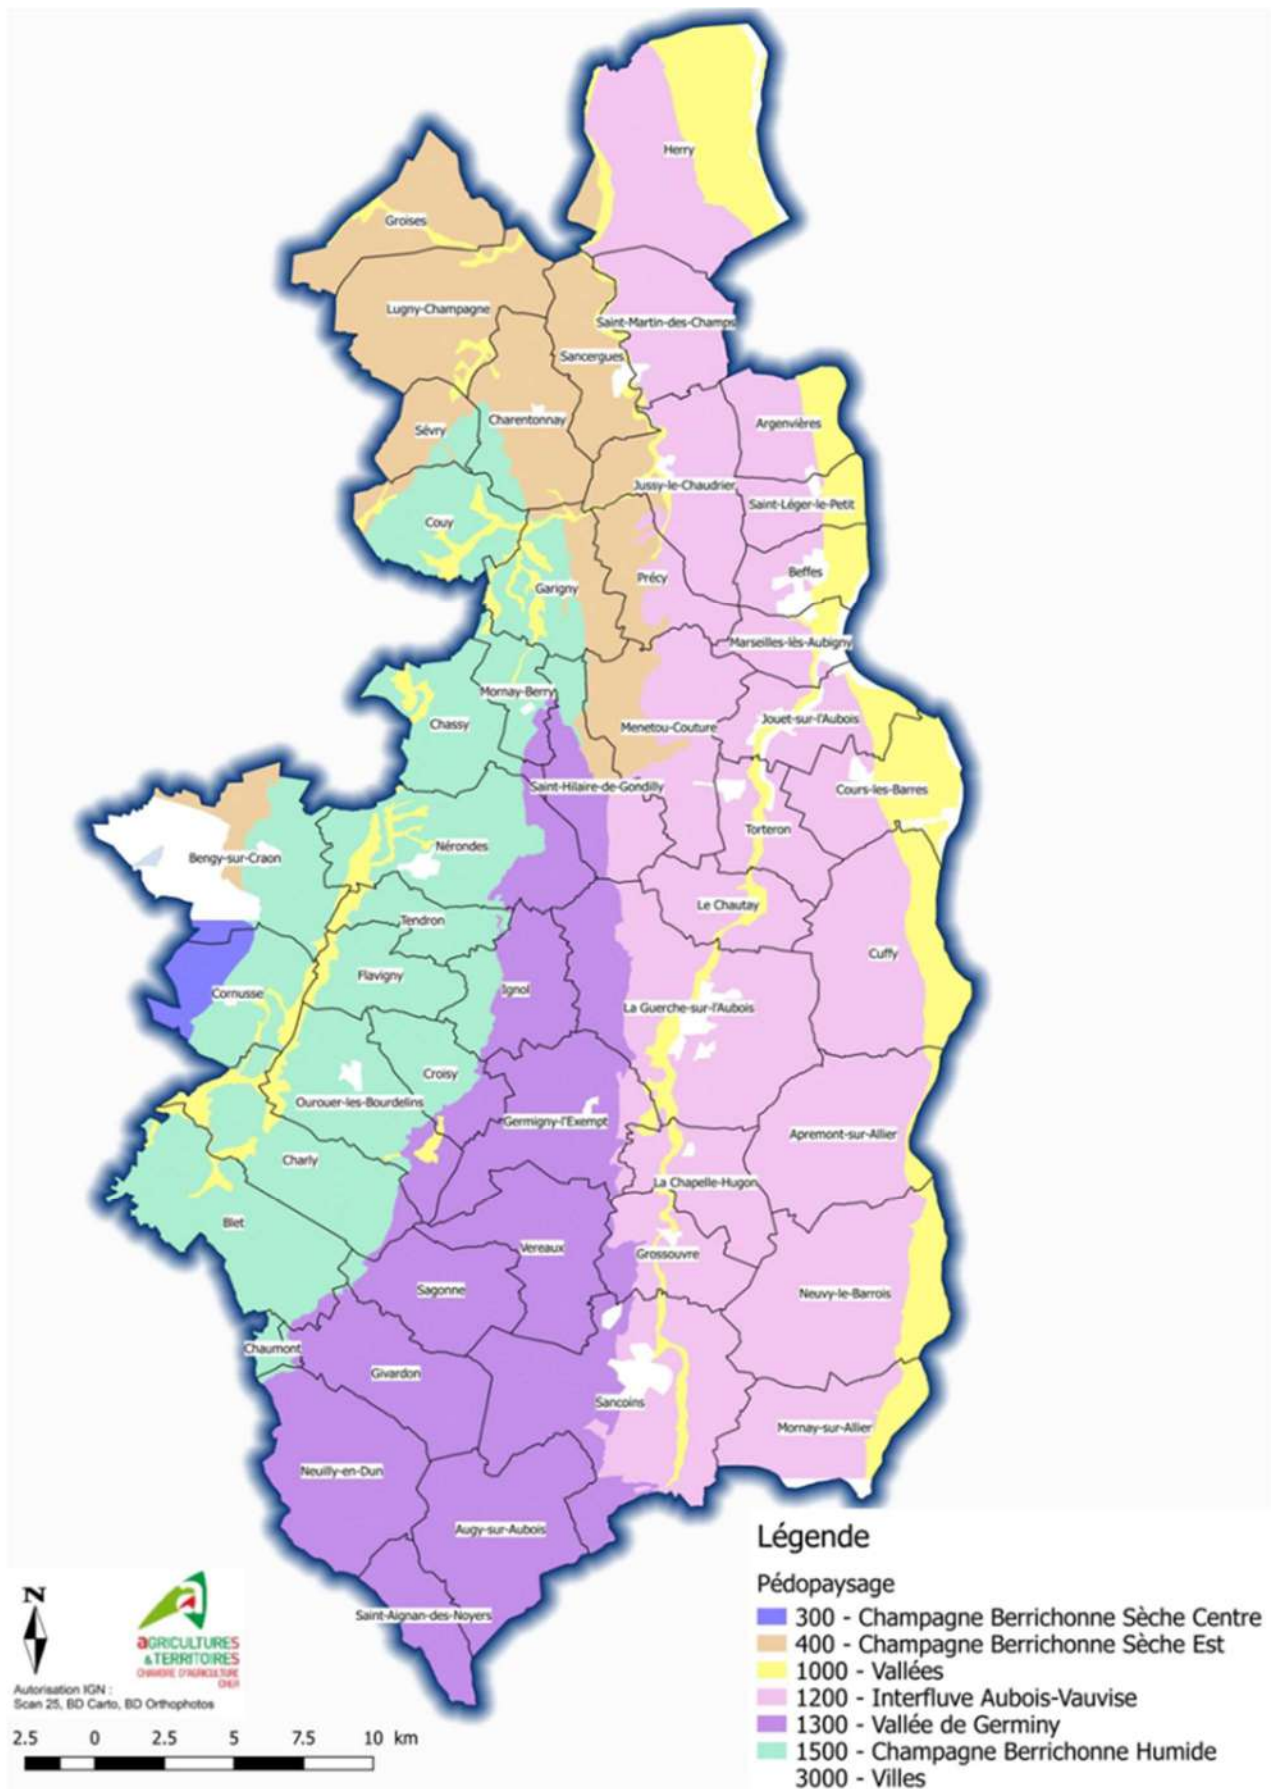 Herry
Groises
Lugny-Champagne
Saint-Martin-des-Champs
Sancergues
Charentonnay
Argenvières
Sévry
Jussy-le-Chaudrier
Saint-Léger-le-Petit
Couy
Beffes
Précy
Garigny
Marseilles-lès-Aubigny
Mornay-Berry
Jouet-sur-l'Aubois
Chassy
Menetou-Couture
Saint-Hilaire-de-Gondilly
Cours-les-Barres
Torteron
Nérondes
Bengy-sur-Craon
Le Chautay
Tendron
Cuffy
Flavigny
Ignol
Cornusse
La Guerche-sur-l'Aubois
Croisy
Ourouer-les-Bourdelins
Germigny-l'Exempt
Apremont-sur-Allier
Charly
La Chapelle-Hugon
Blet
Vereaux
Grossouvre
Sagonne
Neuvy-le-Barrois
Chaumont
Givardon
Sancoins
Mornay-sur-Allier
Neuilly-en-Dun
Augy-sur-Aubois
Saint-Aignan-des-Noyers
N
aGRICULTURES
& TERRITOIRES
CHAMBRE D'AGRICULTURE
CHER
Autorisation IGN :
Scan 25, BD Carto, BD Orthophotos
2.5 0 2.5 5 7.5 10 km
Légende
Pédopaysage
300 - Champagne Berrichonne Sèche Centre
400 - Champagne Berrichonne Sèche Est
1000 - Vallées
1200 - Interfluve Aubois-Vauvise
1300 - Vallée de Germiny
1500 - Champagne Berrichonne Humide
3000 - Villes